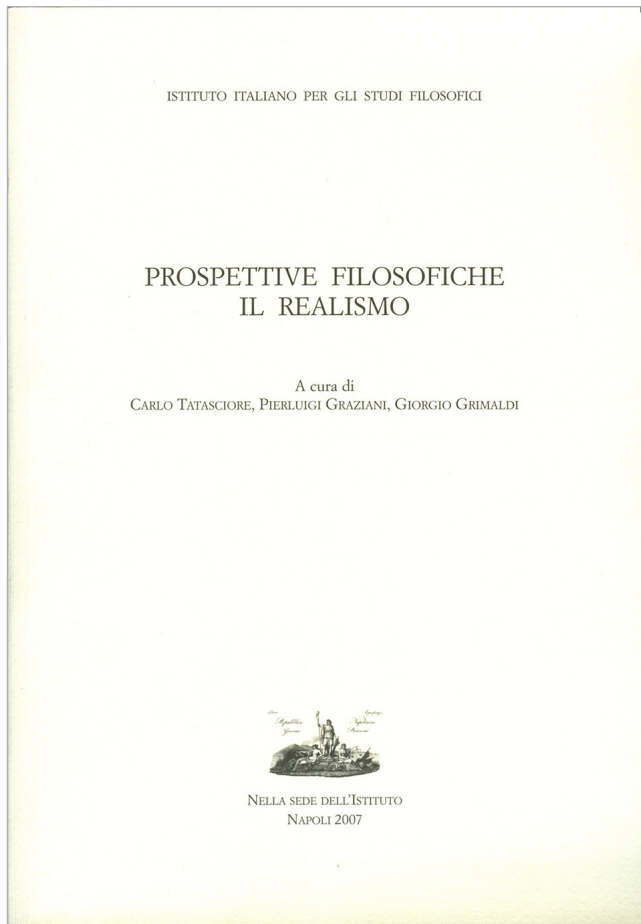 ISTITUTO ITALIANO PER GLI STUDI FILOSOFICI
PROSPETTIVE FILOSOFICHE
IL REALISMO
A cura di
CARLO TATASCIORE, PIERLUIGI GRAZIANI, GIORGIO GRIMALDI
Repubblica
NELLA SEDE DELL'ISTITUTO
NAPOLI 2007